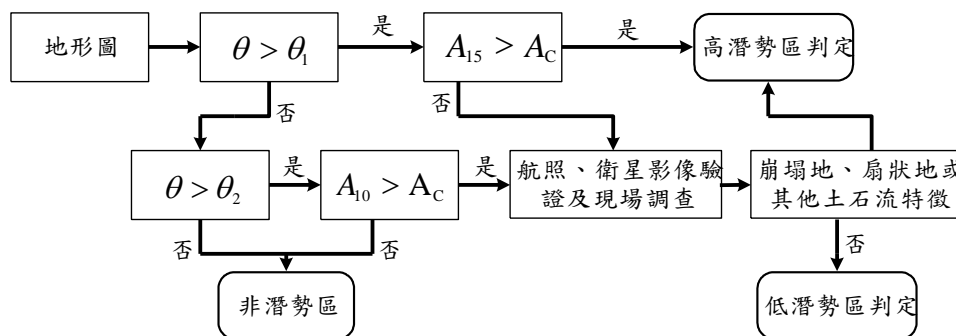 是
是
地形圖
θ > θ₁
A₁₅ > A_C
高潛勢區判定
否
否
θ > θ₂
是
A₁₀ > A_C
是
航照、衛星影像驗
證及現場調查
崩塌地、扇狀地或
其他土石流特徵
否
否
否
非潛勢區
低潛勢區判定